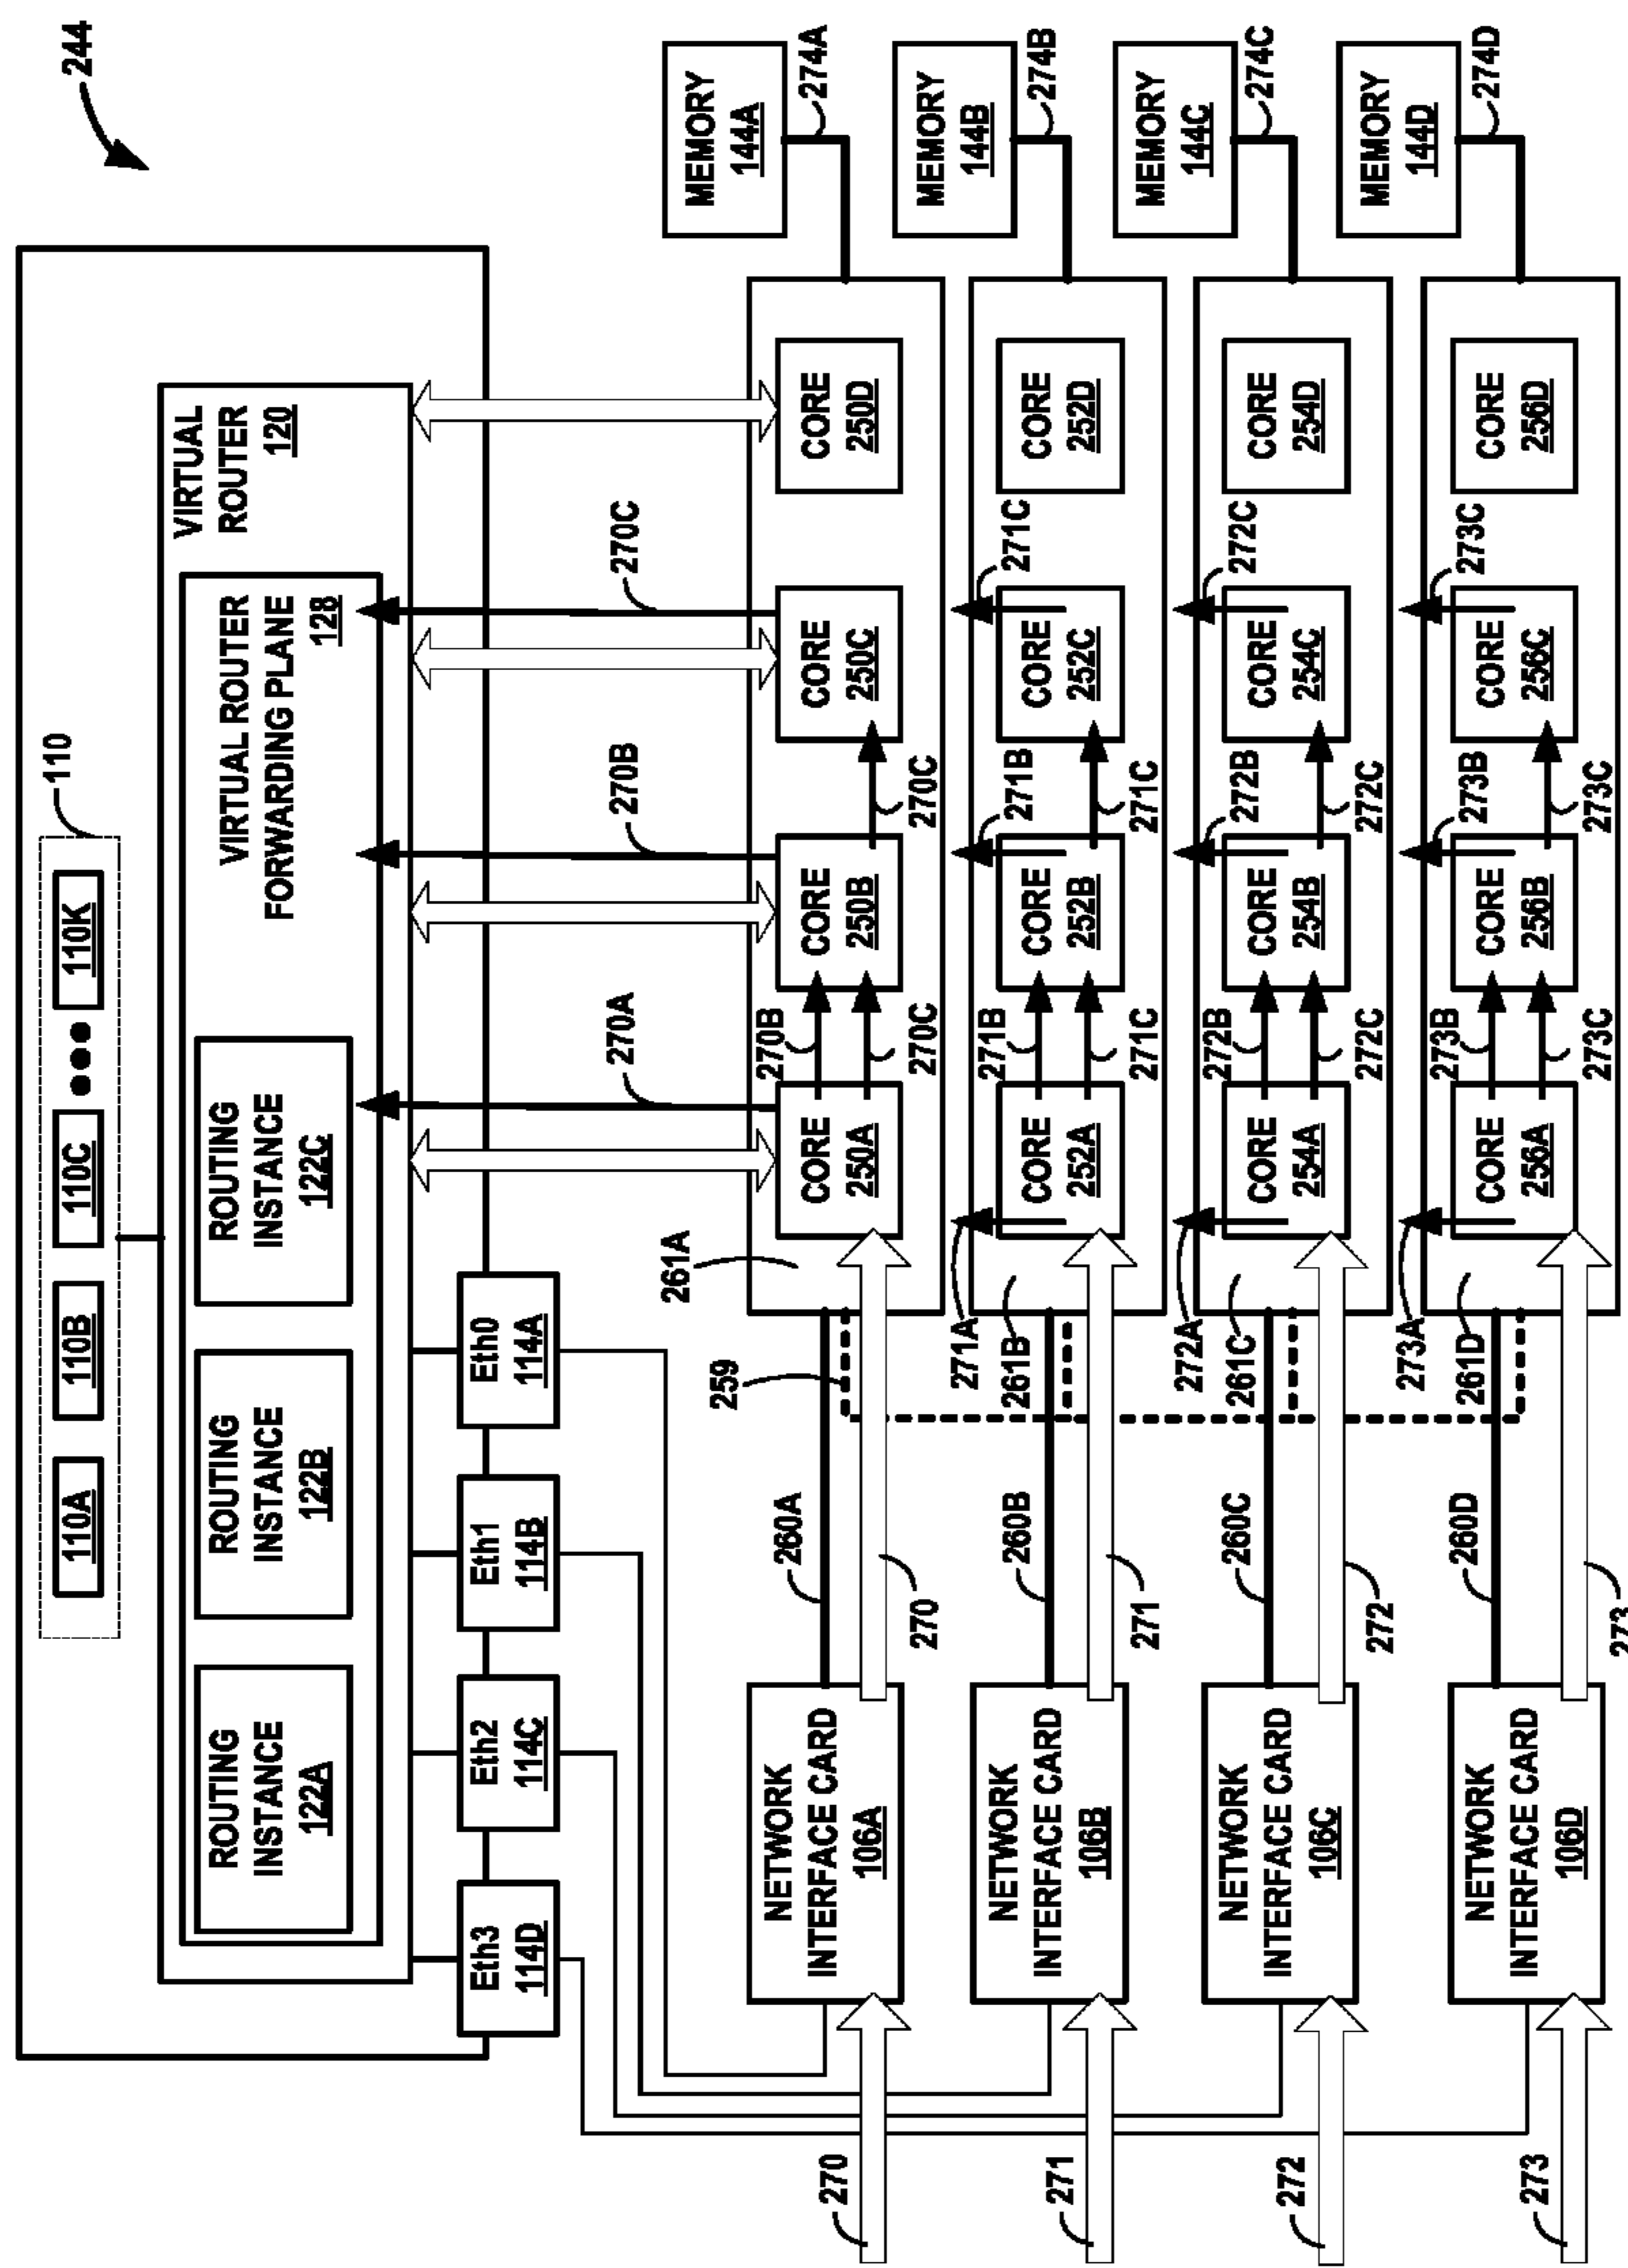 244
110
110A
110B
110C
110K
VIRTUAL
ROUTER
120
VIRTUAL ROUTER
FORWARDING PLANE
128
ROUTING
INSTANCE
122A
ROUTING
INSTANCE
122B
ROUTING
INSTANCE
122C
Eth3
114D
Eth2
114C
Eth1
114B
Eth0
114A
270A
270B
270C
270
NETWORK
INTERFACE CARD
106A
260A
270
259
261A
CORE
250A
270B
270C
CORE
250B
270C
CORE
250C
CORE
250D
MEMORY
144A
274A
271
NETWORK
INTERFACE CARD
106B
260B
271
271A
261B
CORE
252A
271B
271C
CORE
252B
271B
271C
CORE
252C
271C
CORE
252D
MEMORY
144B
274B
272
NETWORK
INTERFACE CARD
106C
260C
272
272A
261C
CORE
254A
272B
272C
CORE
254B
272B
272C
CORE
254C
272C
CORE
254D
MEMORY
144C
274C
273
NETWORK
INTERFACE CARD
106D
260D
273
273A
261D
CORE
256A
273B
273C
CORE
256B
273B
273C
CORE
256C
273C
CORE
256D
MEMORY
144D
274D